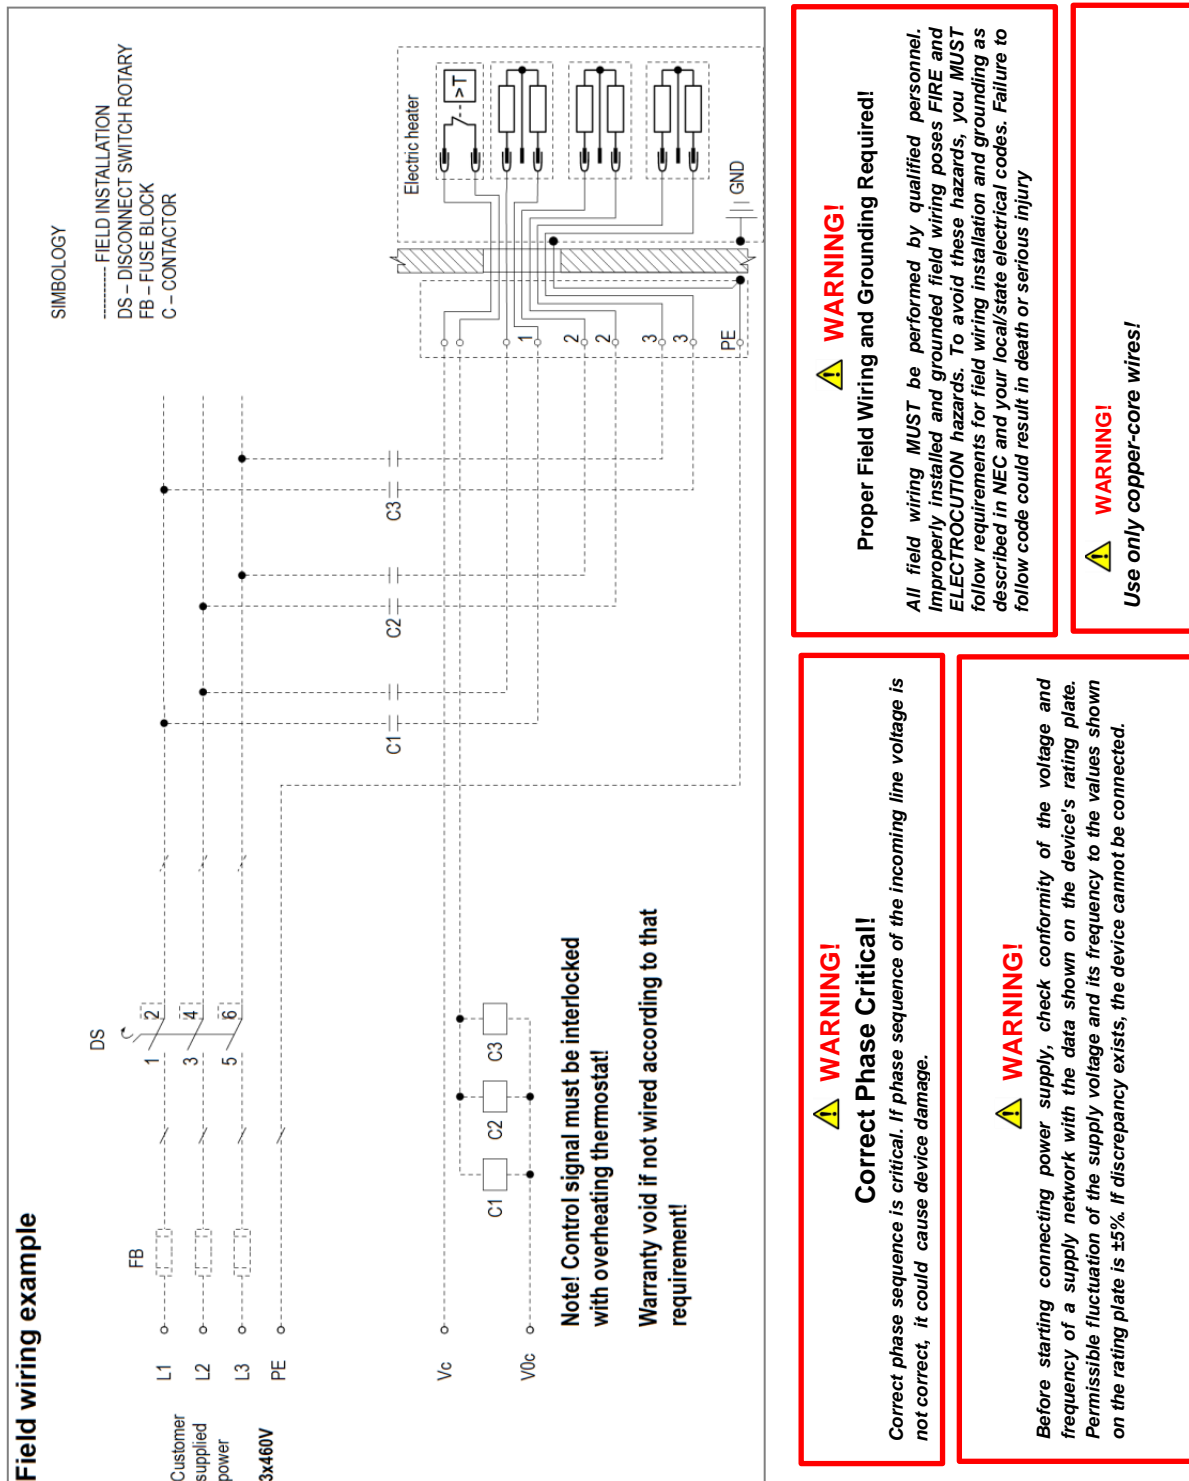 Field wiring example
SIMBOLOGY
---------- FIELD INSTALLATION
DS – DISCONNECT SWITCH ROTARY
FB – FUSE BLOCK
C – CONTACTOR
Customer
supplied
power
3x460V
L1
L2
L3
PE
FB
DS
1
2
3
4
5
6
C1
C2
C3
Vc
V0c
C1
C2
C3
Note! Control signal must be interlocked
with overheating thermostat!
Warranty void if not wired according to that
requirement!
Electric heater
>T
1
2
2
3
3
PE
GND
WARNING!
Correct Phase Critical!
Correct phase sequence is critical. If phase sequence of the incoming line voltage is
not correct, it could cause device damage.
WARNING!
Before starting connecting power supply, check conformity of the voltage and
frequency of a supply network with the data shown on the device's rating plate.
Permissible fluctuation of the supply voltage and its frequency to the values shown
on the rating plate is ±5%. If discrepancy exists, the device cannot be connected.
WARNING!
Proper Field Wiring and Grounding Required!
All field wiring MUST be performed by qualified personnel.
Improperly installed and grounded field wiring poses FIRE and
ELECTROCUTION hazards. To avoid these hazards, you MUST
follow requirements for field wiring installation and grounding as
described in NEC and your local/state electrical codes. Failure to
follow code could result in death or serious injury
WARNING!
Use only copper-core wires!